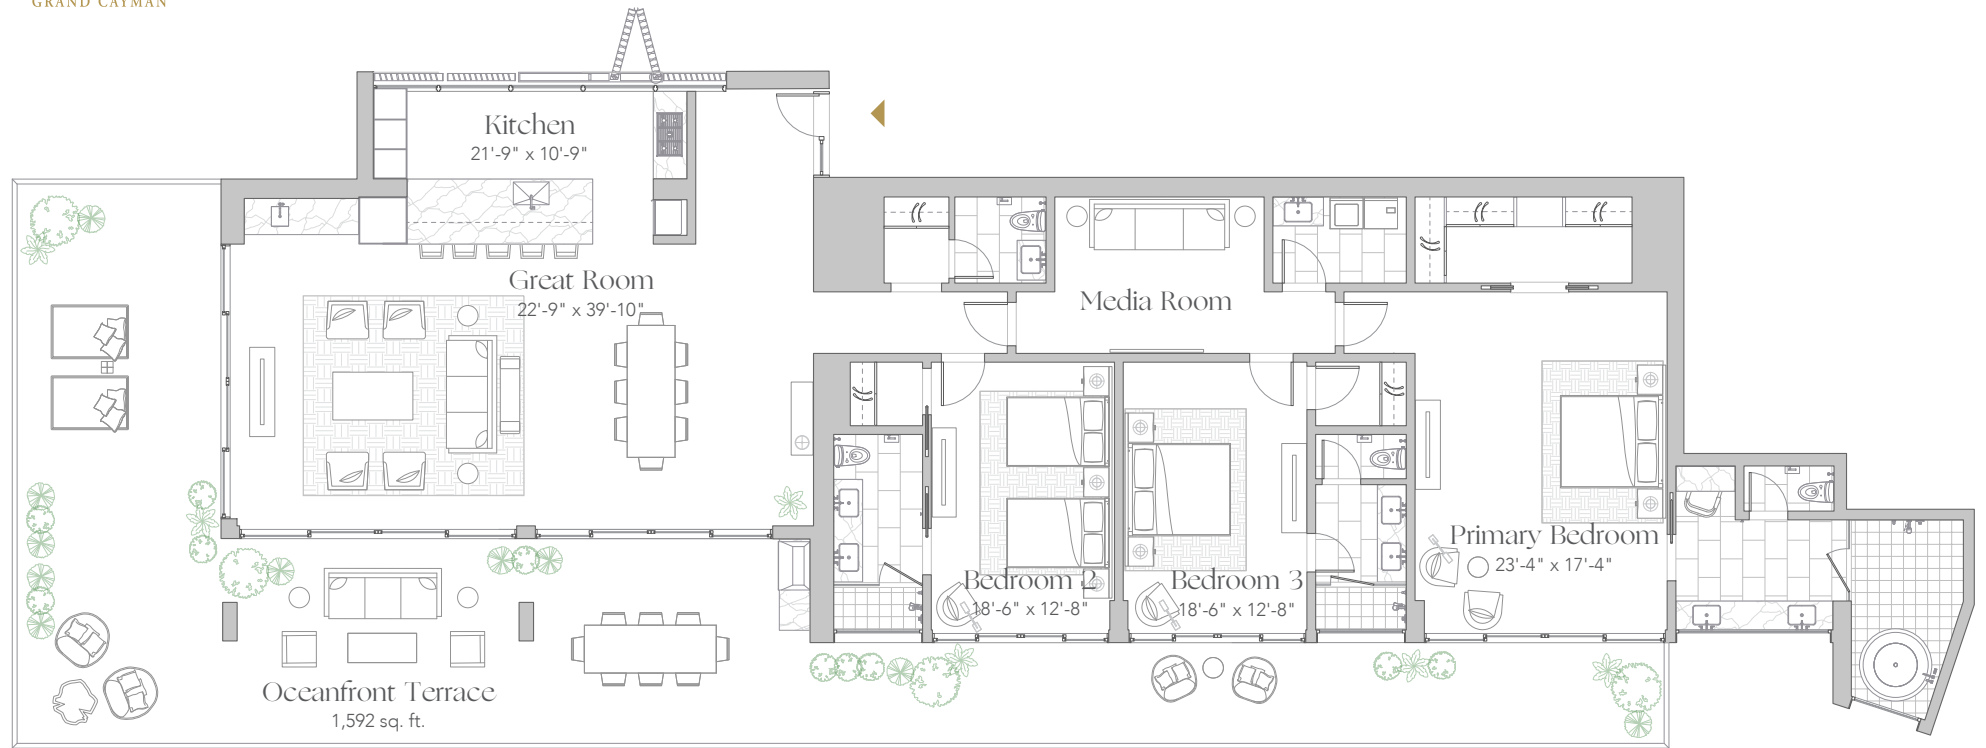 GRAND CAYMAN
Kitchen
21'-9" x 10'-9"
Great Room
22'-9" x 39'-10"
Media Room
Primary Bedroom
23'-4" x 17'-4"
Bedroom 2
18'-6" x 12'-8"
Bedroom 3
18'-6" x 12'-8"
Oceanfront Terrace
1,592 sq. ft.